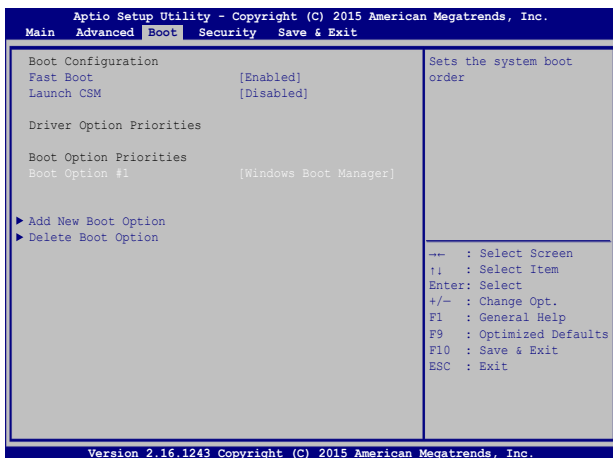 Aptio Setup Utility - Copyright (C) 2015 American Megatrends, Inc.
Main Advanced Boot Security Save & Exit
Boot Configuration
Fast Boot [Enabled]
Launch CSM [Disabled]
Driver Option Priorities
Boot Option Priorities
Boot Option #1 [Windows Boot Manager]
▶ Add New Boot Option
▶ Delete Boot Option
Sets the system boot
order
→← : Select Screen
↑↓ : Select Item
Enter: Select
+/— : Change Opt.
F1 : General Help
F9 : Optimized Defaults
F10 : Save & Exit
ESC : Exit
Version 2.16.1243 Copyright (C) 2015 American Megatrends, Inc.